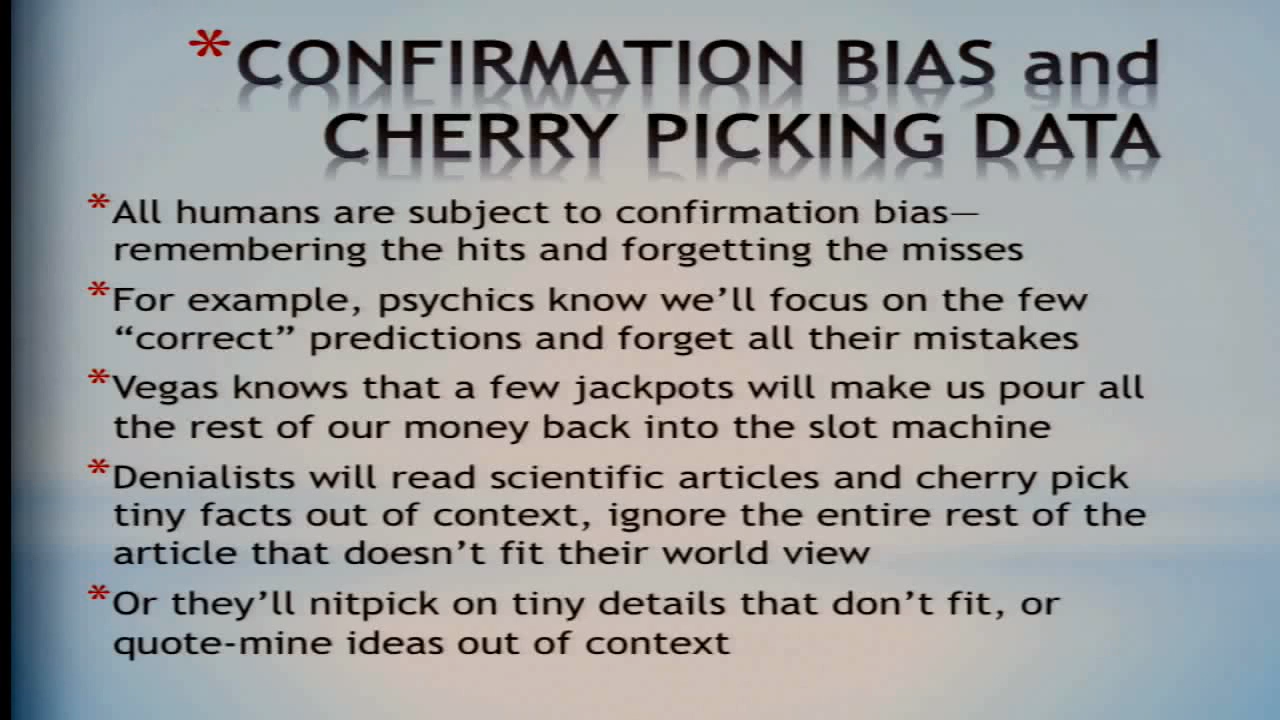 *CONFIRMATION BIAS and
CHERRY PICKING DATA
*All humans are subject to confirmation bias—
remembering the hits and forgetting the misses
*For example, psychics know we’ll focus on the few
“correct” predictions and forget all their mistakes
*Vegas knows that a few jackpots will make us pour all
the rest of our money back into the slot machine
*Denialists will read scientific articles and cherry pick
tiny facts out of context, ignore the entire rest of the
article that doesn’t fit their world view
*Or they’ll nitpick on tiny details that don’t fit, or
quote-mine ideas out of context